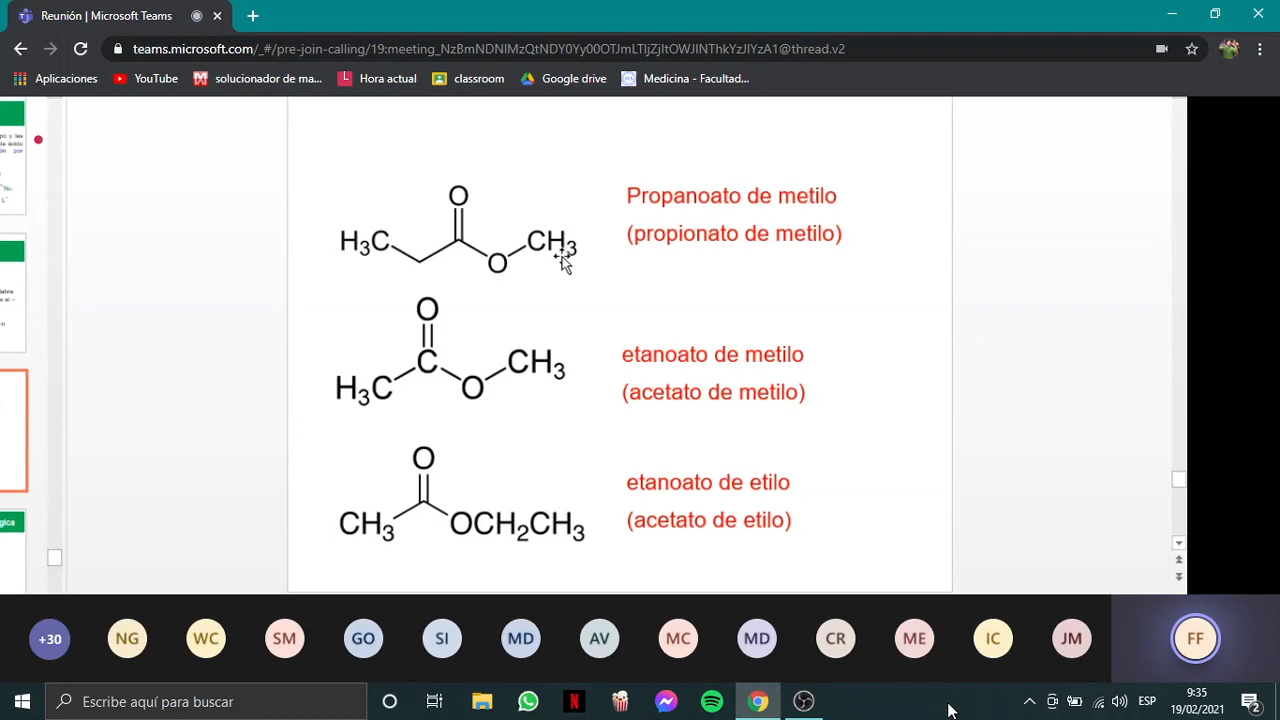 Reunión | Microsoft Teams
teams.microsoft.com/_#/pre-join-calling/19:meeting_NzBmNDNlMzQtNDY0Yy00OTJmLTljZjItOWJlNThkYzJlYzA1@thread.v2
Aplicaciones YouTube solucionador de ma... Hora actual classroom Google drive Medicina - Facultad...
O
H3C CH3
O
Propanoato de metilo
(propionato de metilo)
O
C CH3
H3C O
etanoato de metilo
(acetato de metilo)
O
CH3 OCH2CH3
etanoato de etilo
(acetato de etilo)
+30 NG WC SM GO SI MD AV MC MD CR ME IC JM FF
Escribe aquí para buscar
ESP
9:35
19/02/2021
2